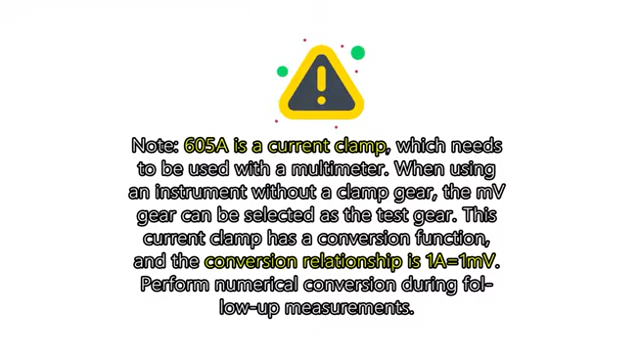 Note: 605A is a current clamp, which needs
to be used with a multimeter. When using
an instrument without a clamp gear, the mV
gear can be selected as the test gear. This
current clamp has a conversion function,
and the conversion relationship is 1A=1mV.
Perform numerical conversion during fol-
low-up measurements.